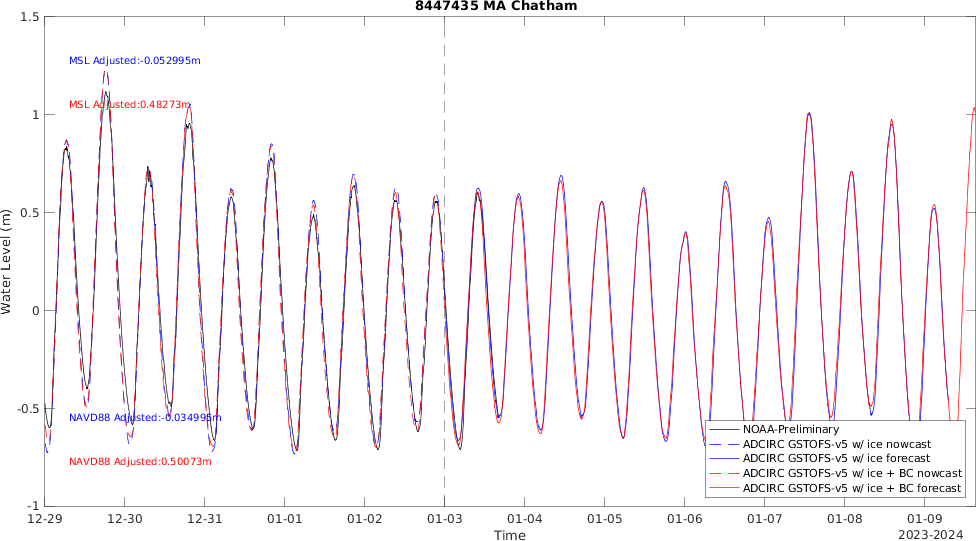 8447435 MA Chatham
1.5
1
0.5
0
-0.5
-1
Water Level (m)
MSL Adjusted:-0.052995m
MSL Adjusted:0.48273m
NAVD88 Adjusted:-0.034995m
NAVD88 Adjusted:0.50073m
NOAA-Preliminary
ADCIRC GSTOFS-v5 w/ ice nowcast
ADCIRC GSTOFS-v5 w/ ice forecast
ADCIRC GSTOFS-v5 w/ ice + BC nowcast
ADCIRC GSTOFS-v5 w/ ice + BC forecast
12-29 12-30 12-31 01-01 01-02 01-03 01-04 01-05 01-06 01-07 01-08 01-09
Time
2023-2024